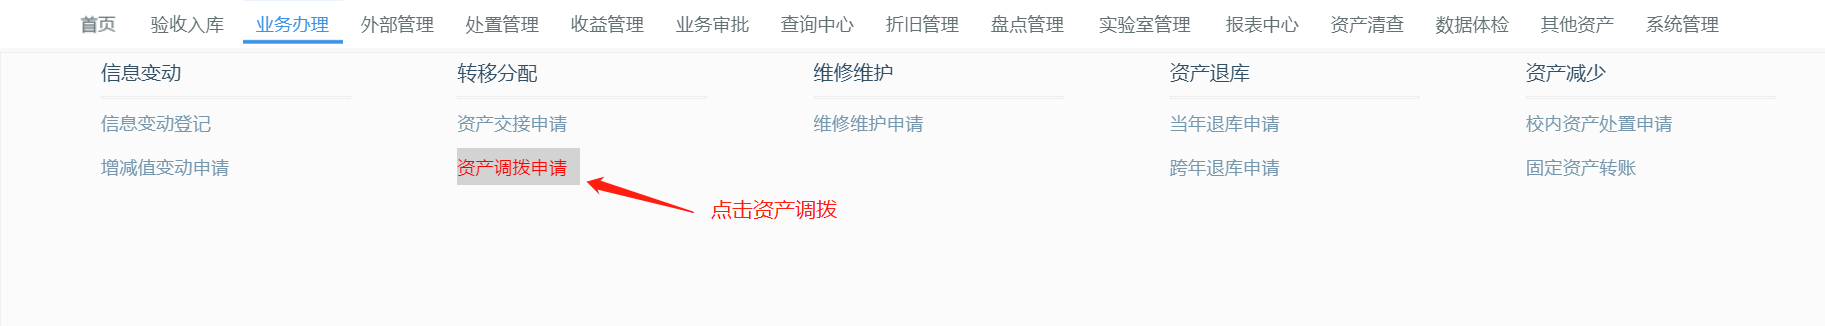 首页 验收入库 业务办理 外部管理 处置管理 收益管理 业务审批 查询中心 折旧管理 盘点管理 实验室管理 报表中心 资产清查 数据体检 其他资产 系统管理
信息变动 转移分配 维修维护 资产退库 资产减少
信息变动登记 资产交接申请 维修维护申请 当年退库申请 校内资产处置申请
增减值变动申请 资产调拨申请 跨年退库申请 固定资产转账
点击资产调拨